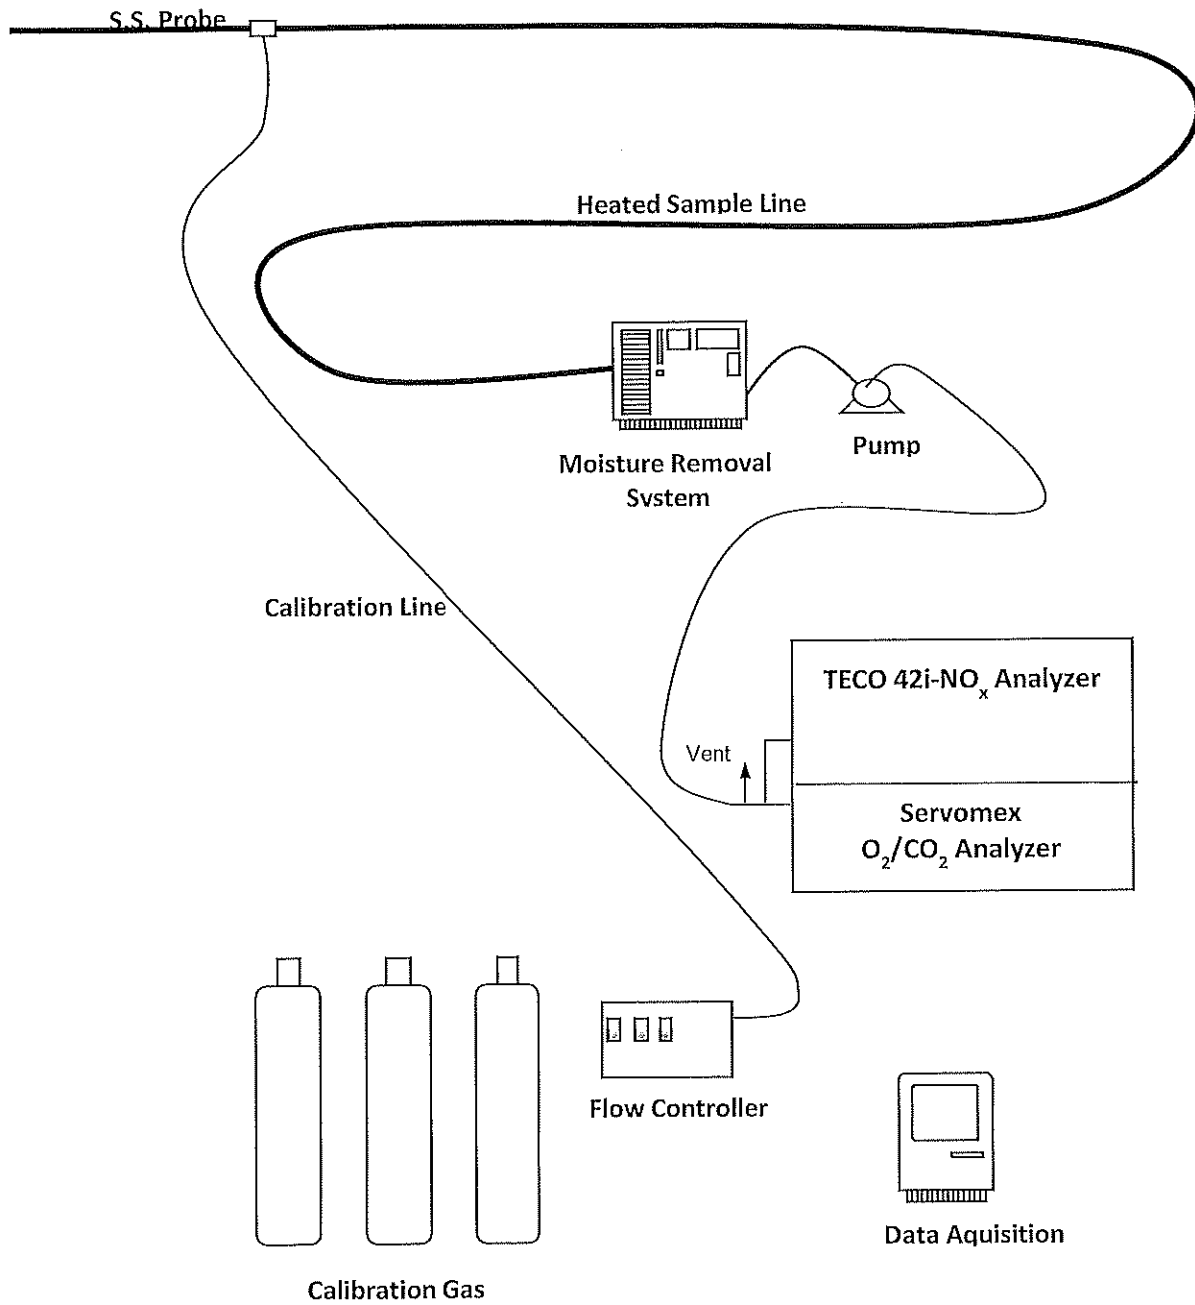 S.S. Probe
Heated Sample Line
Moisture Removal
System
Pump
Calibration Line
TECO 42i-NOx Analyzer
Vent
Servomex
O2/CO2 Analyzer
Flow Controller
Data Aquisition
Calibration Gas